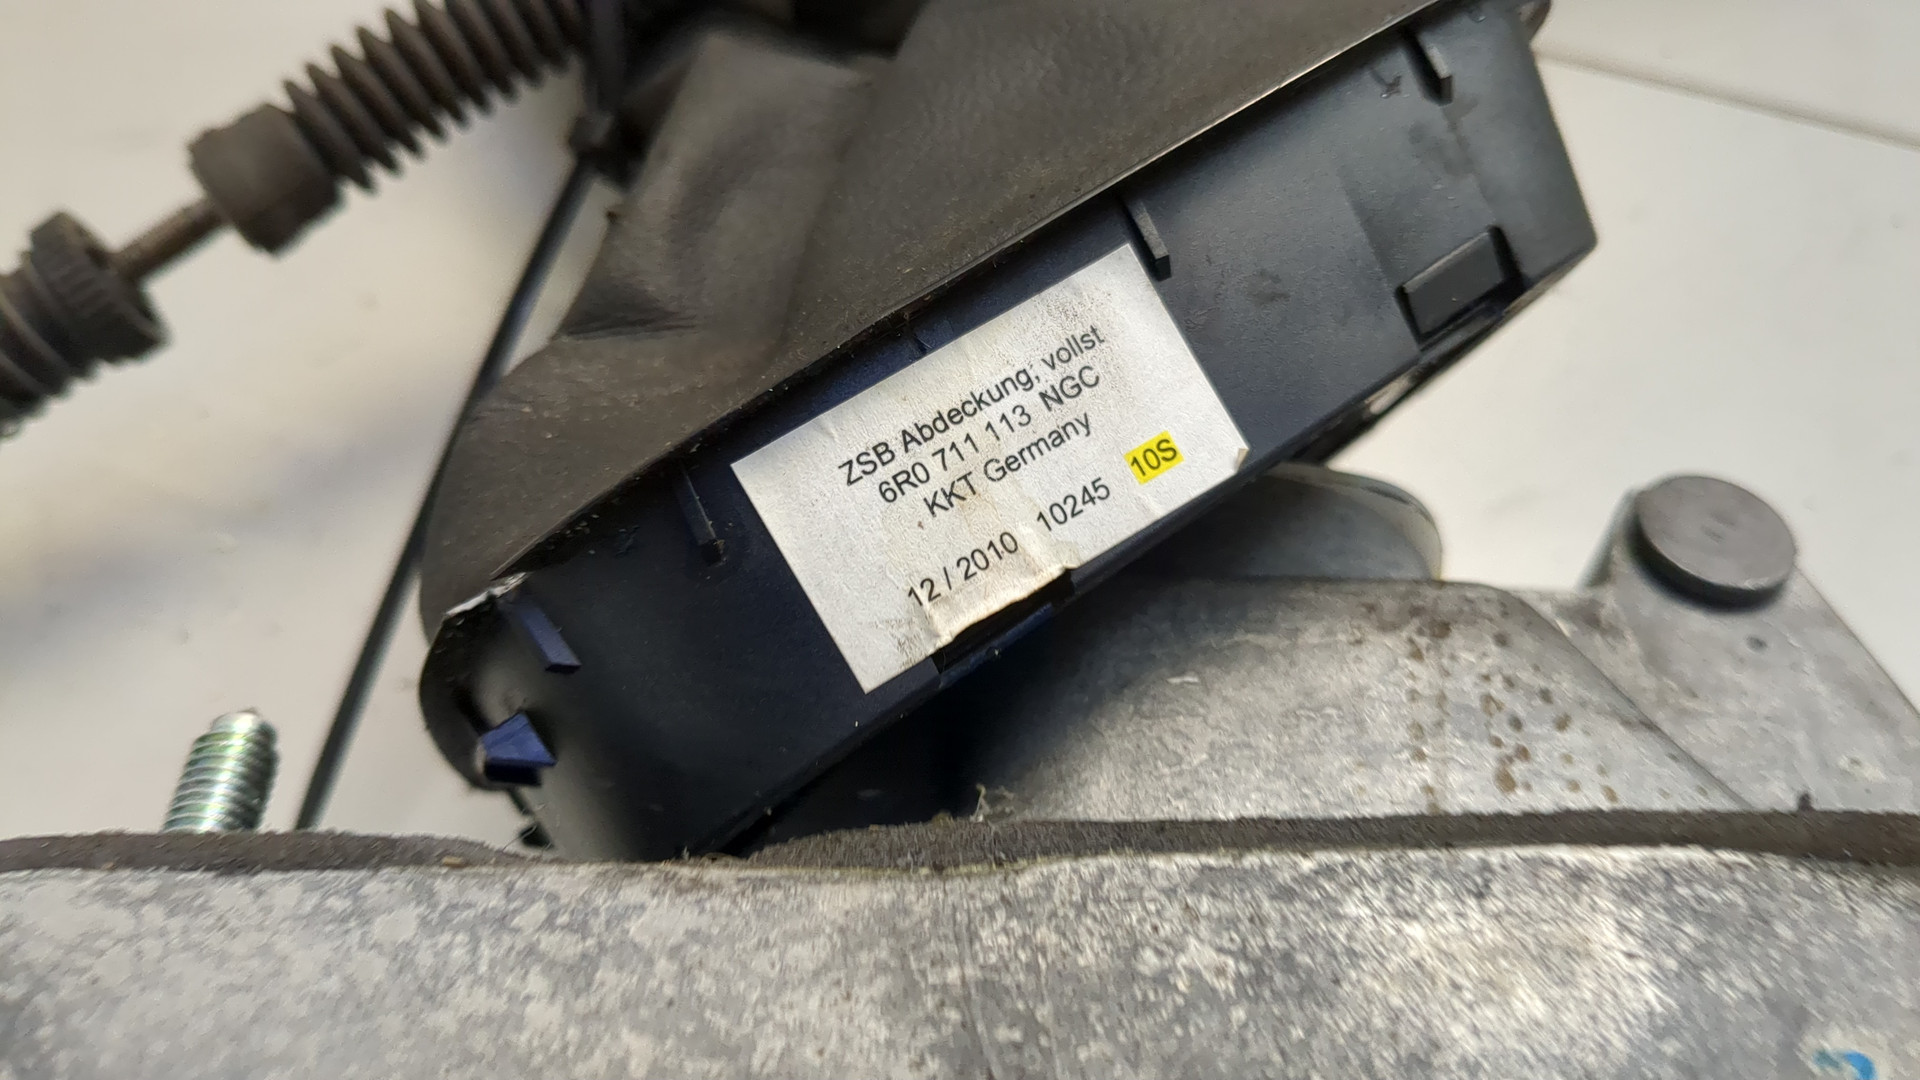 ZSB Abdeckung, vollst
6R0 711 113 NGC
KKT Germany
12 / 2010 10245 10S